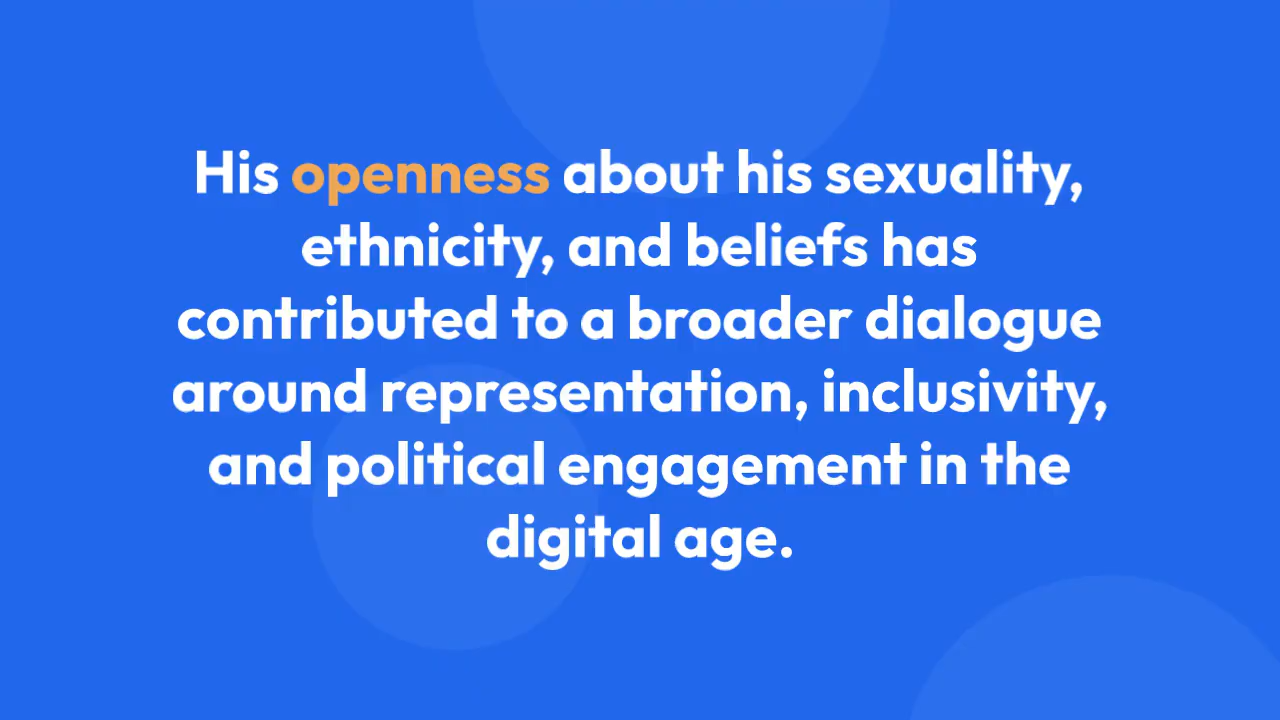 His openness about his sexuality,
ethnicity, and beliefs has
contributed to a broader dialogue
around representation, inclusivity,
and political engagement in the
digital age.